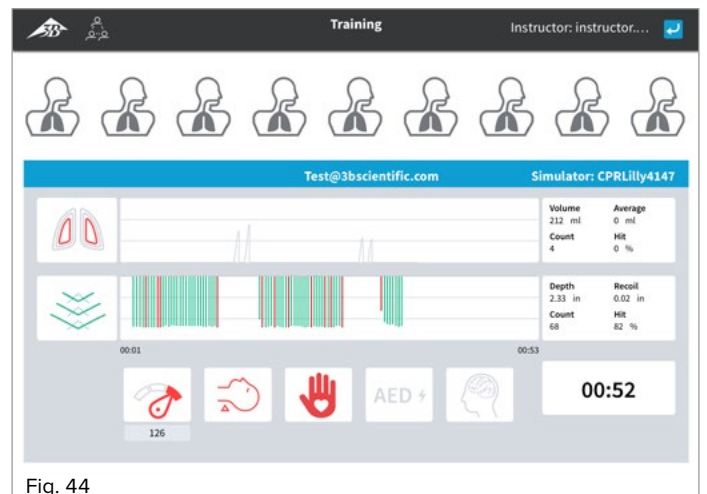 3B
Training
Instructor: instructor....
Test@3bscientific.com Simulator: CPRLilly4147
Volume Average
212 ml 0 ml
Count Hit
4 0 %
Depth Recoil
2.33 in 0.02 in
Count Hit
68 82 %
00:01 00:53
AED
00:52
126
Fig. 44